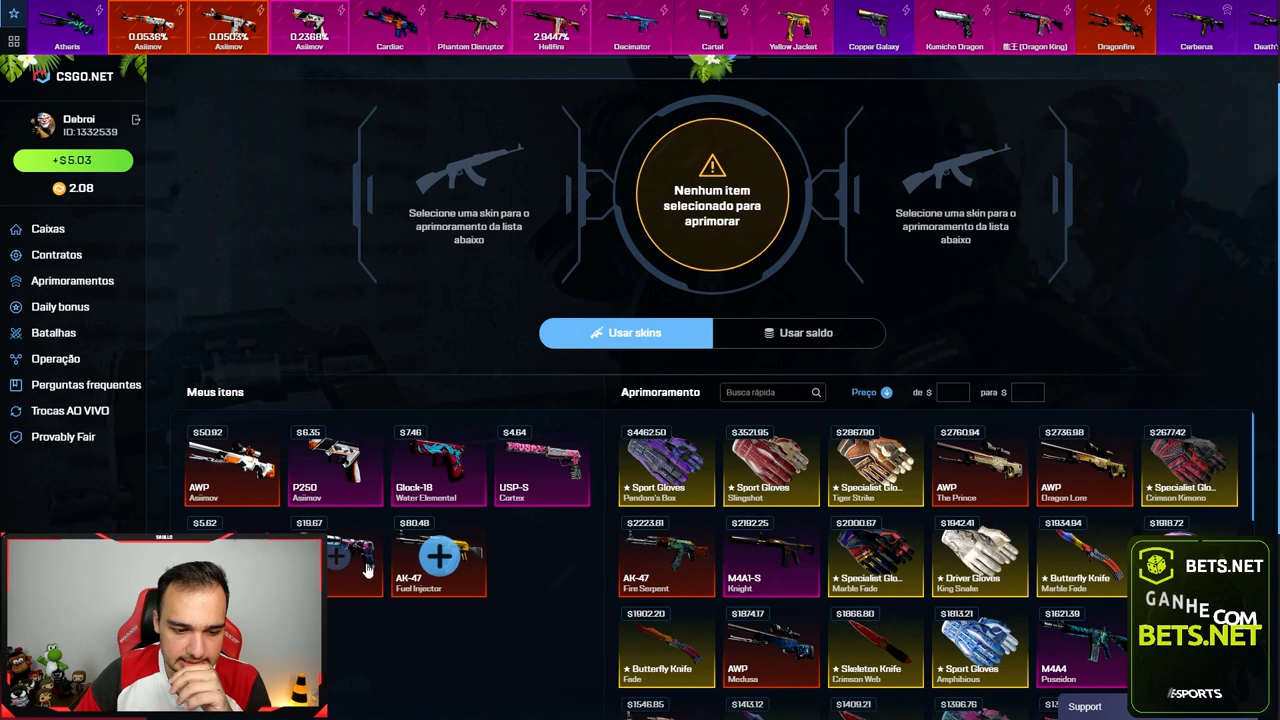 Atheris
0.0536%
Asiimov
0.0503%
Asiimov
0.2368%
Asiimov
Cardiac
Phantom Disruptor
2.9447%
Hellfire
Decimator
Cartel
Yellow Jacket
Copper Galaxy
Kumicho Dragon
龍王 (Dragon King)
Dragonfire
Cerberus
CSGO.NET
Debroi
ID:1332539
+$5.03
2.08
Caixas
Contratos
Aprimoramentos
Daily bonus
Batalhas
Operação
Perguntas frequentes
Trocas AO VIVO
Provably Fair
Selecione uma skin para o
aprimoramento da lista
abaixo
Nenhum item
selecionado para
aprimorar
Selecione uma skin para o
aprimoramento da lista
abaixo
Usar skins
Usar saldo
Meus itens
$50.92
AWP
Asiimov
$6.35
P250
Asiimov
$7.46
Glock-18
Water Elemental
$4.64
USP-S
Cortex
$5.62
$19.67
$80.48
AK-47
Fuel Injector
Aprimoramento
Busca rápida
Preço
de $
para $
$4462.50
★ Sport Gloves
Pandora's Box
$3521.95
★ Sport Gloves
Slingshot
$2867.90
★ Specialist Glo...
Tiger Strike
$2760.94
AWP
The Prince
$2736.98
AWP
Dragon Lore
$2677.42
★ Specialist Glo...
Crimson Kimono
$2223.81
AK-47
Fire Serpent
$2192.25
M4A1-S
Knight
$2000.67
★ Specialist Glo...
Marble Fade
$1942.41
★ Driver Gloves
King Snake
$1934.94
★ Butterfly Knife
Marble Fade
$1918.72
$1902.20
★ Butterfly Knife
Fade
$1874.17
AWP
Medusa
$1866.80
★ Skeleton Knife
Crimson Web
$1813.21
★ Sport Gloves
Amphibious
$1621.39
M4A4
Poseidon
$1546.85
$1413.12
$1409.21
$1396.76
SAULLO
BETS.NET
GANHE
COM
BETS.NET
E-SPORTS
Support